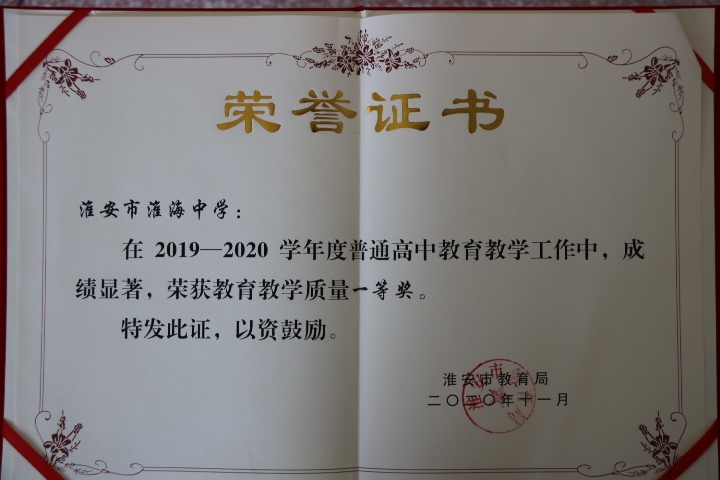 荣誉证书
淮安市淮海中学：
在 2019—2020 学年度普通高中教育教学工作中，成
绩显著，荣获教育教学质量一等奖。
特发此证，以资鼓励。
淮安市教育局
二〇二〇年十一月